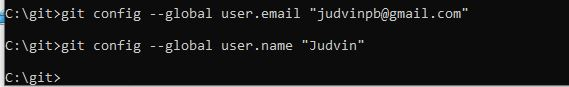 C:\git>git config --global user.email "judvinpb@gmail.com"
C:\git>git config --global user.name "Judvin"
C:\git>